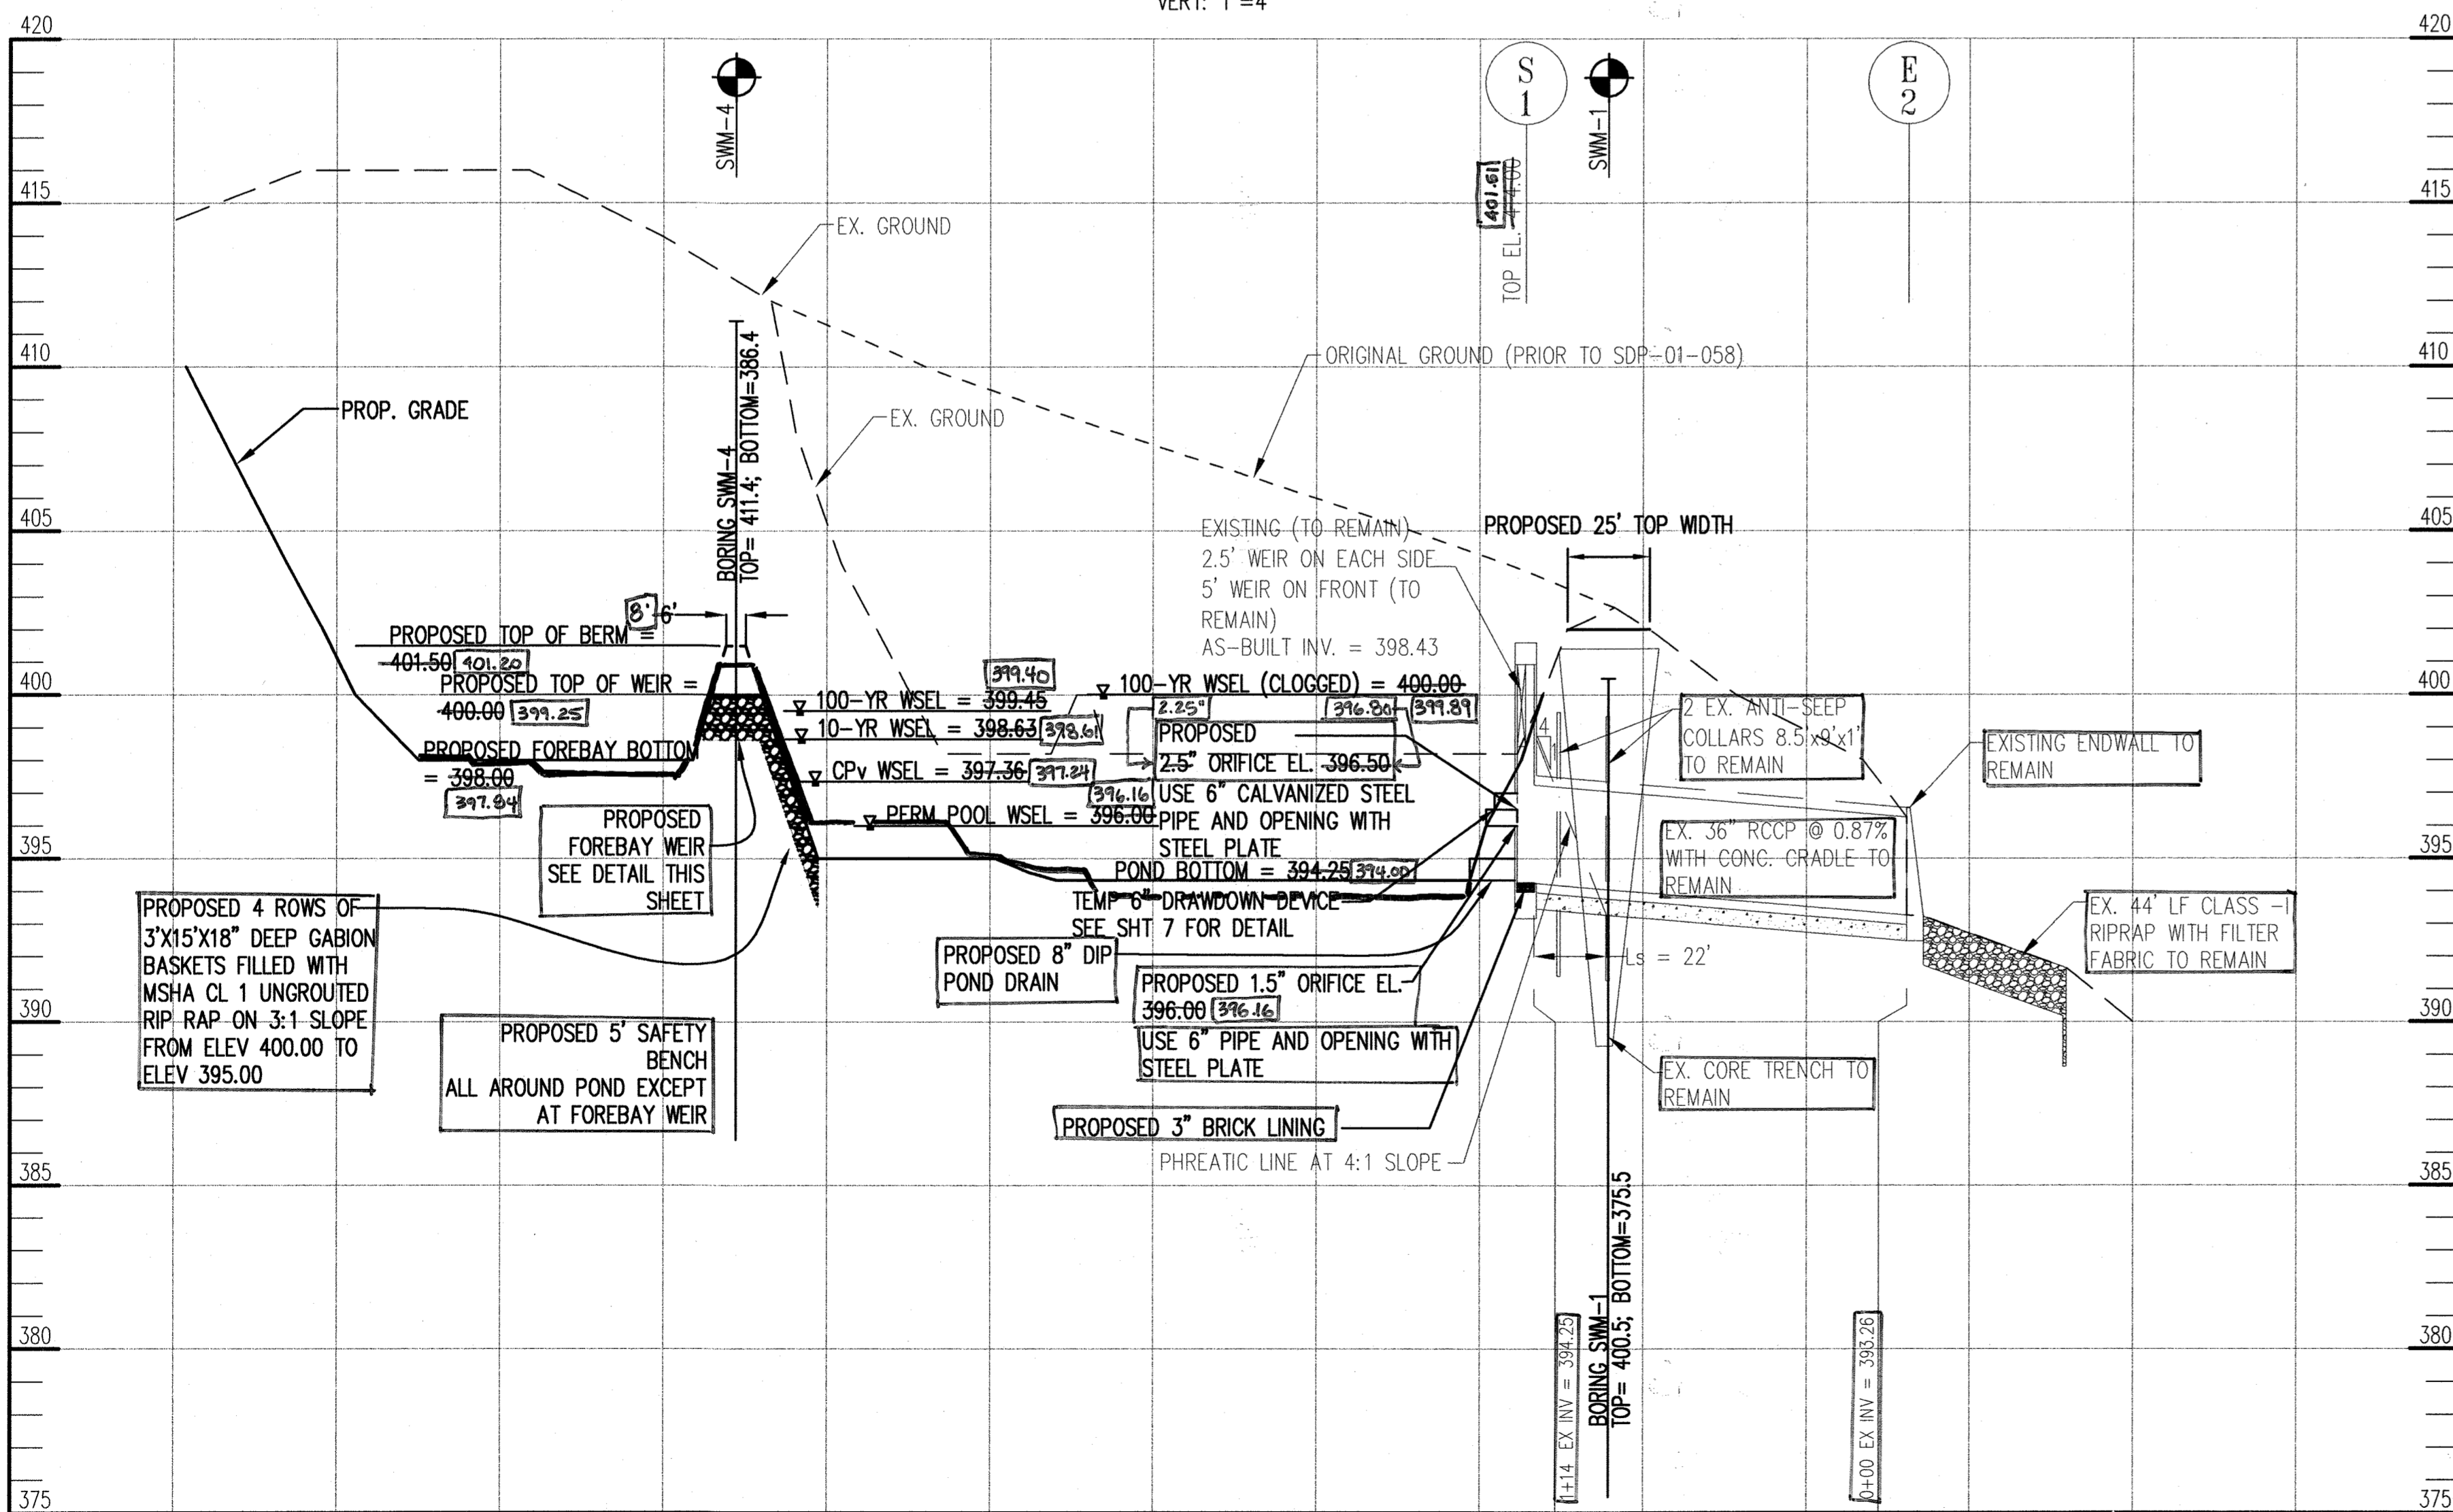 VERT: 1"=4'
420
420
415
415
410
410
405
405
400
400
395
395
390
390
385
385
380
380
375
375
SWM-4
S
1
SWM-1
E
2
401.61
TOP EL.
EX. GROUND
ORIGINAL GROUND (PRIOR TO SDP-01-058)
PROP. GRADE
EX. GROUND
BORING SWM-4
TOP= 411.4; BOTTOM=386.4
EXISTING (TO REMAIN)
2.5' WEIR ON EACH SIDE
5' WEIR ON FRONT (TO
REMAIN)
AS-BUILT INV. = 398.43
PROPOSED 25' TOP WIDTH
8' 6'
PROPOSED TOP OF BERM =
401.50 401.20
PROPOSED TOP OF WEIR =
400.00 399.25
PROPOSED FOREBAY BOTTOM
= 398.00
397.84
399.40
100-YR WSEL = 399.45
10-YR WSEL = 398.63 398.61
CPv WSEL = 397.36 397.24
396.16
PERM POOL WSEL = 396.00
100-YR WSEL (CLOGGED) = 400.00
399.89
2.25"
396.80
PROPOSED
2.5" ORIFICE EL. 396.50
USE 6" CALVANIZED STEEL
PIPE AND OPENING WITH
STEEL PLATE
POND BOTTOM = 394.25 394.00
TEMP 6" DRAWDOWN DEVICE
SEE SHT 7 FOR DETAIL
4
1
2 EX. ANTI-SEEP
COLLARS 8.5'x9'x1'
TO REMAIN
EXISTING ENDWALL TO
REMAIN
EX. 36" RCCP @ 0.87%
WITH CONC. CRADLE TO
REMAIN
EX. 44' LF CLASS -I
RIPRAP WITH FILTER
FABRIC TO REMAIN
Ls = 22'
PROPOSED
FOREBAY WEIR
SEE DETAIL THIS
SHEET
PROPOSED 4 ROWS OF
3'X15'X18" DEEP GABION
BASKETS FILLED WITH
MSHA CL 1 UNGROUTED
RIP RAP ON 3:1 SLOPE
FROM ELEV 400.00 TO
ELEV 395.00
PROPOSED 5' SAFETY
BENCH
ALL AROUND POND EXCEPT
AT FOREBAY WEIR
PROPOSED 8" DIP
POND DRAIN
PROPOSED 1.5" ORIFICE EL.
396.00 396.16
USE 6" PIPE AND OPENING WITH
STEEL PLATE
PROPOSED 3" BRICK LINING
PHREATIC LINE AT 4:1 SLOPE
EX. CORE TRENCH TO
REMAIN
1+14 EX INV = 394.25
BORING SWM-1
TOP= 400.5; BOTTOM=375.5
0+00 EX INV = 393.26